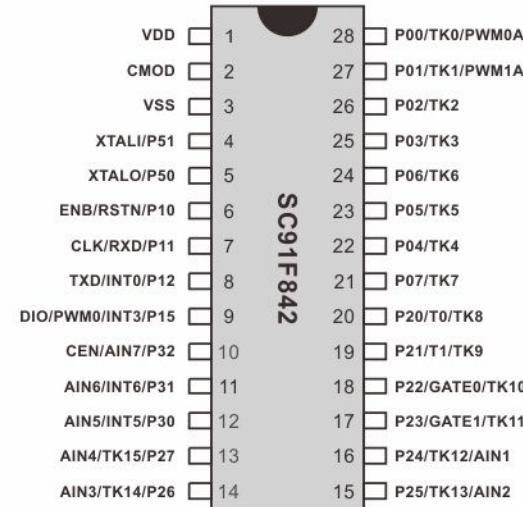 VDD 1 28 P00/TK0/PWM0A
CMOD 2 27 P01/TK1/PWM1A
VSS 3 26 P02/TK2
XTALI/P51 4 25 P03/TK3
XTALO/P50 5 24 P06/TK6
ENB/RSTN/P10 6 23 P05/TK5
CLK/RXD/P11 7 22 P04/TK4
TXD/INT0/P12 8 21 P07/TK7
DIO/PWM0/INT3/P15 9 20 P20/T0/TK8
CEN/AIN7/P32 10 19 P21/T1/TK9
AIN6/INT6/P31 11 18 P22/GATE0/TK10
AIN5/INT5/P30 12 17 P23/GATE1/TK11
AIN4/TK15/P27 13 16 P24/TK12/AIN1
AIN3/TK14/P26 14 15 P25/TK13/AIN2
SC91F842